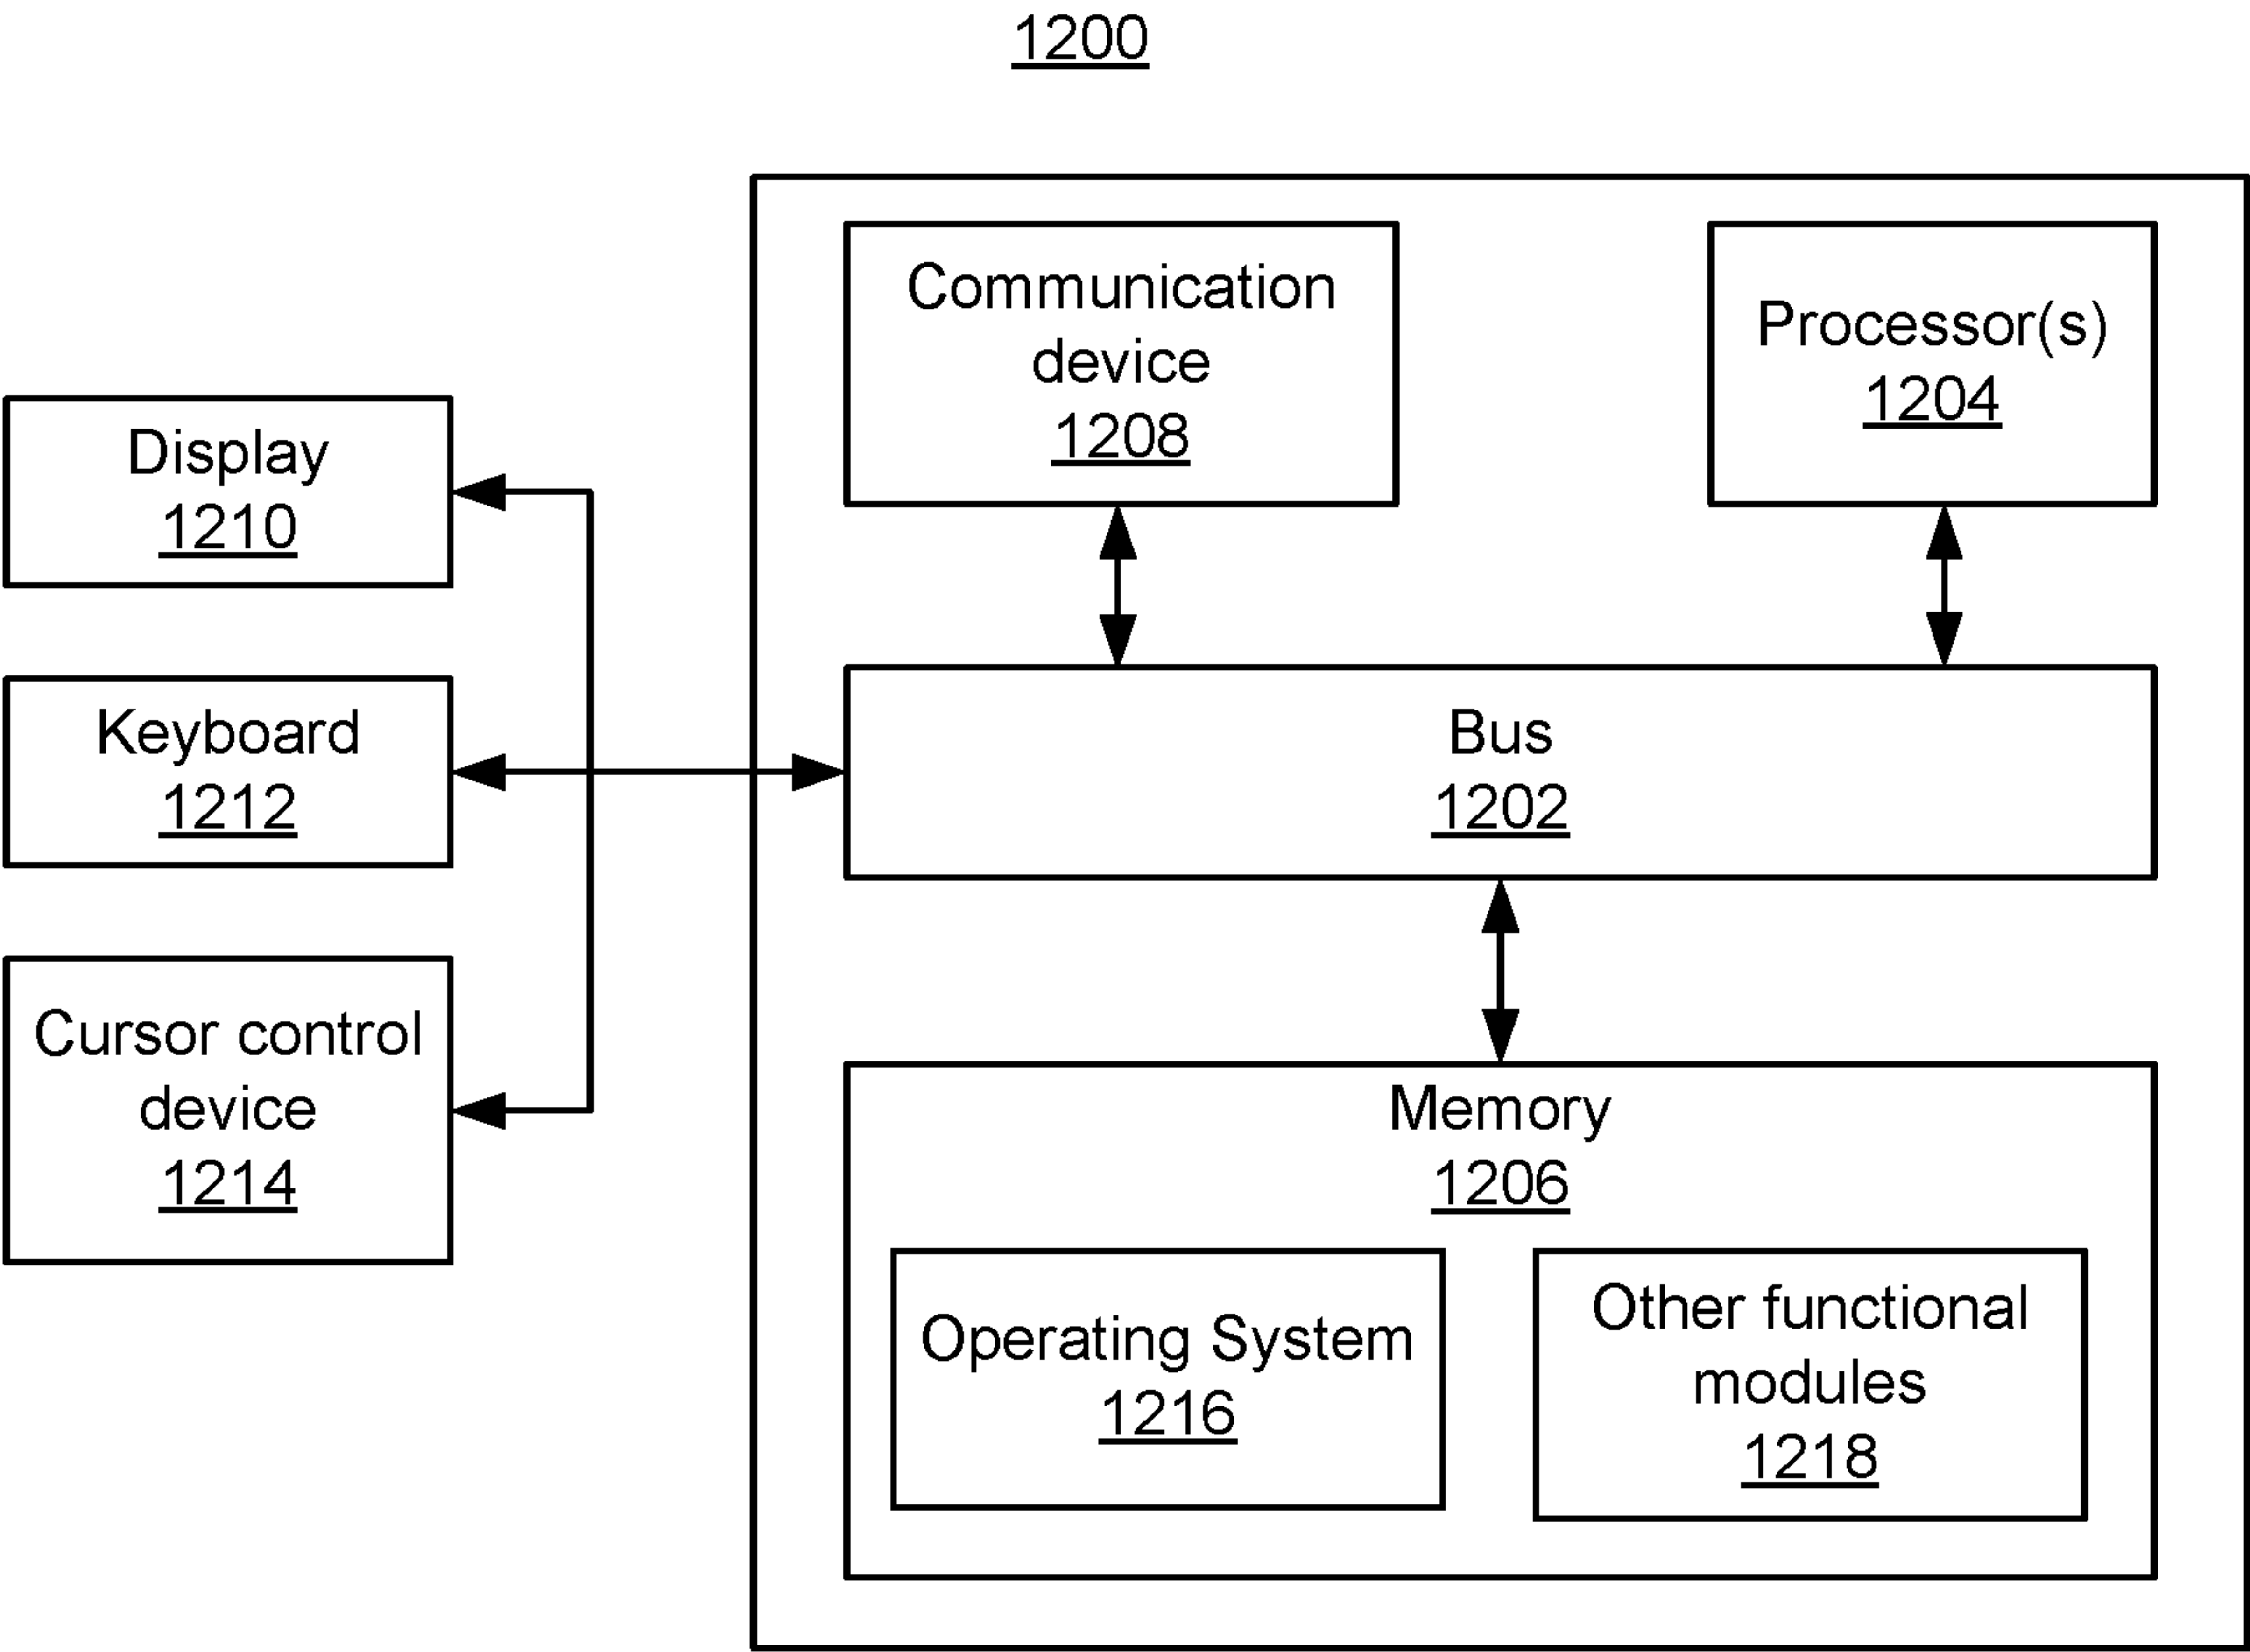 1200
Communication
device
1208
Processor(s)
1204
Display
1210
Keyboard
1212
Bus
1202
Cursor control
device
1214
Memory
1206
Operating System
1216
Other functional
modules
1218